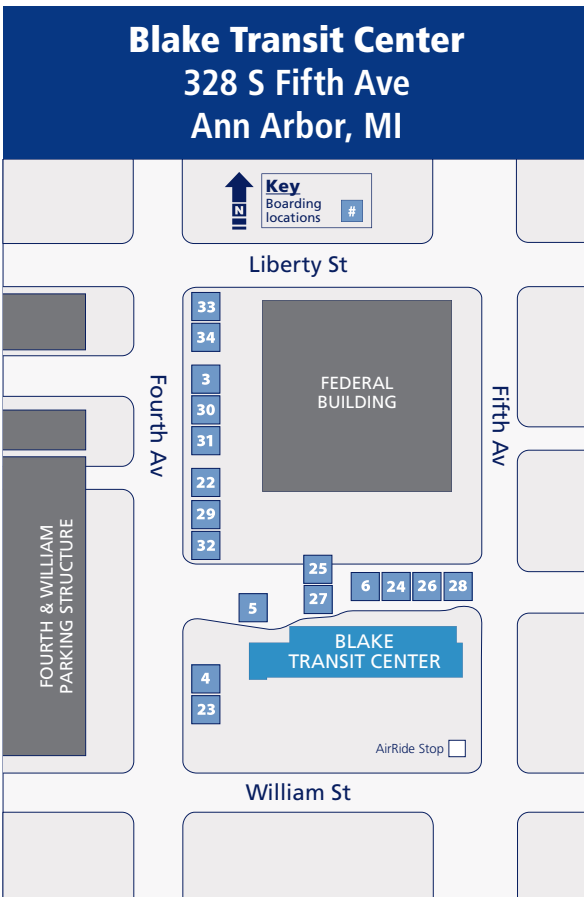 Blake Transit Center
328 S Fifth Ave
Ann Arbor, MI
N
Key
Boarding
locations
#
Liberty St
33
34
3
30
31
22
29
32
FEDERAL
BUILDING
Fourth Av
Fifth Av
25
27
6
24
26
28
5
BLAKE
TRANSIT CENTER
4
23
FOURTH & WILLIAM
PARKING STRUCTURE
AirRide Stop
William St